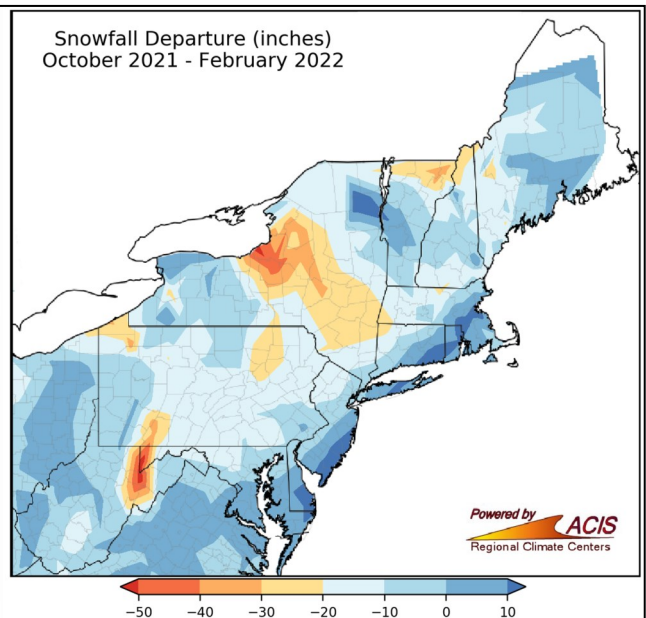 Snowfall Departure (inches)
October 2021 - February 2022
Powered by
ACIS
Regional Climate Centers
−50 −40 −30 −20 −10 0 10